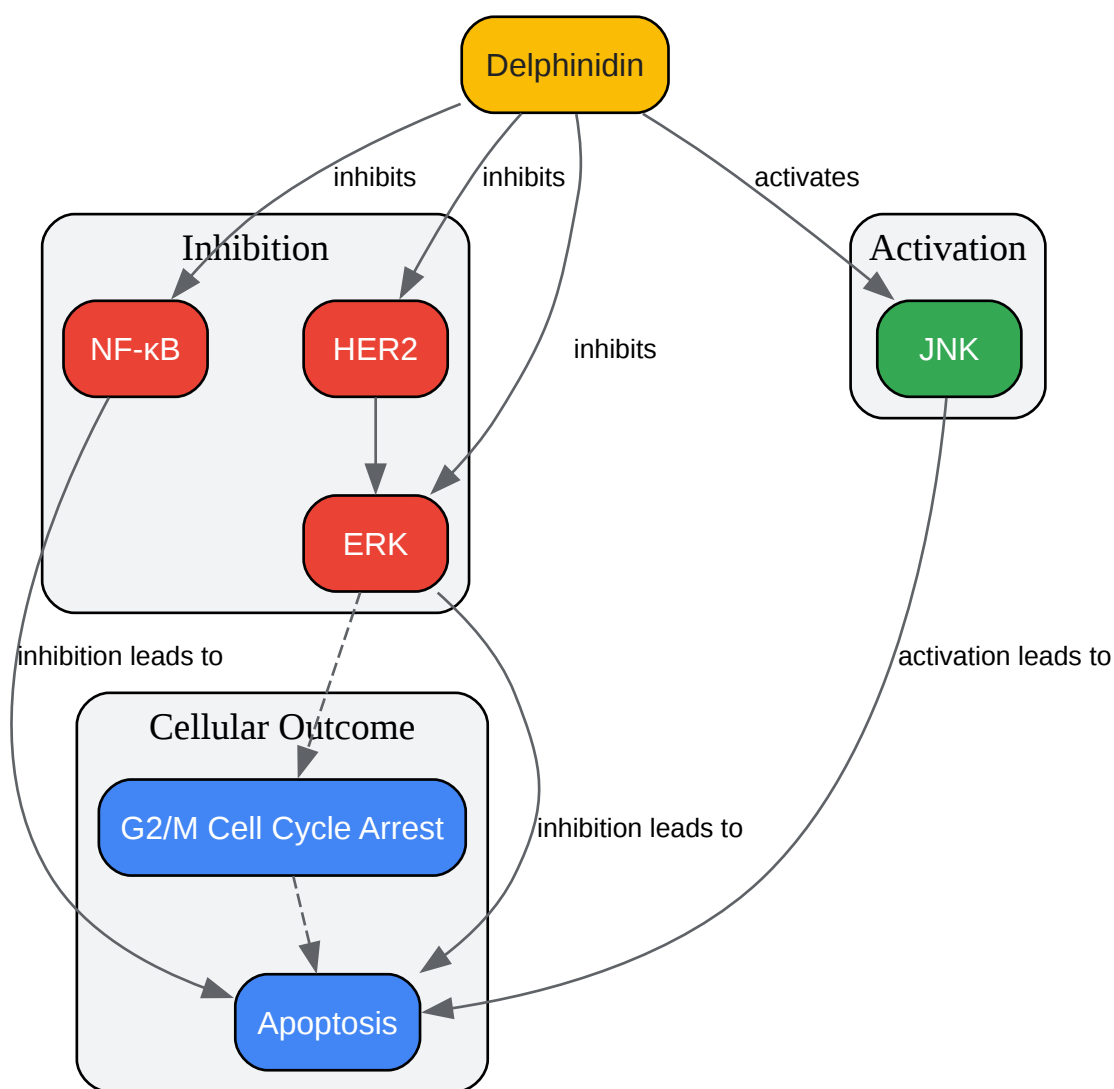 Delphinidin
inhibits
inhibits
activates
Inhibition
Activation
NF-κB
HER2
inhibits
JNK
ERK
inhibition leads to
activation leads to
Cellular Outcome
G2/M Cell Cycle Arrest
inhibition leads to
Apoptosis